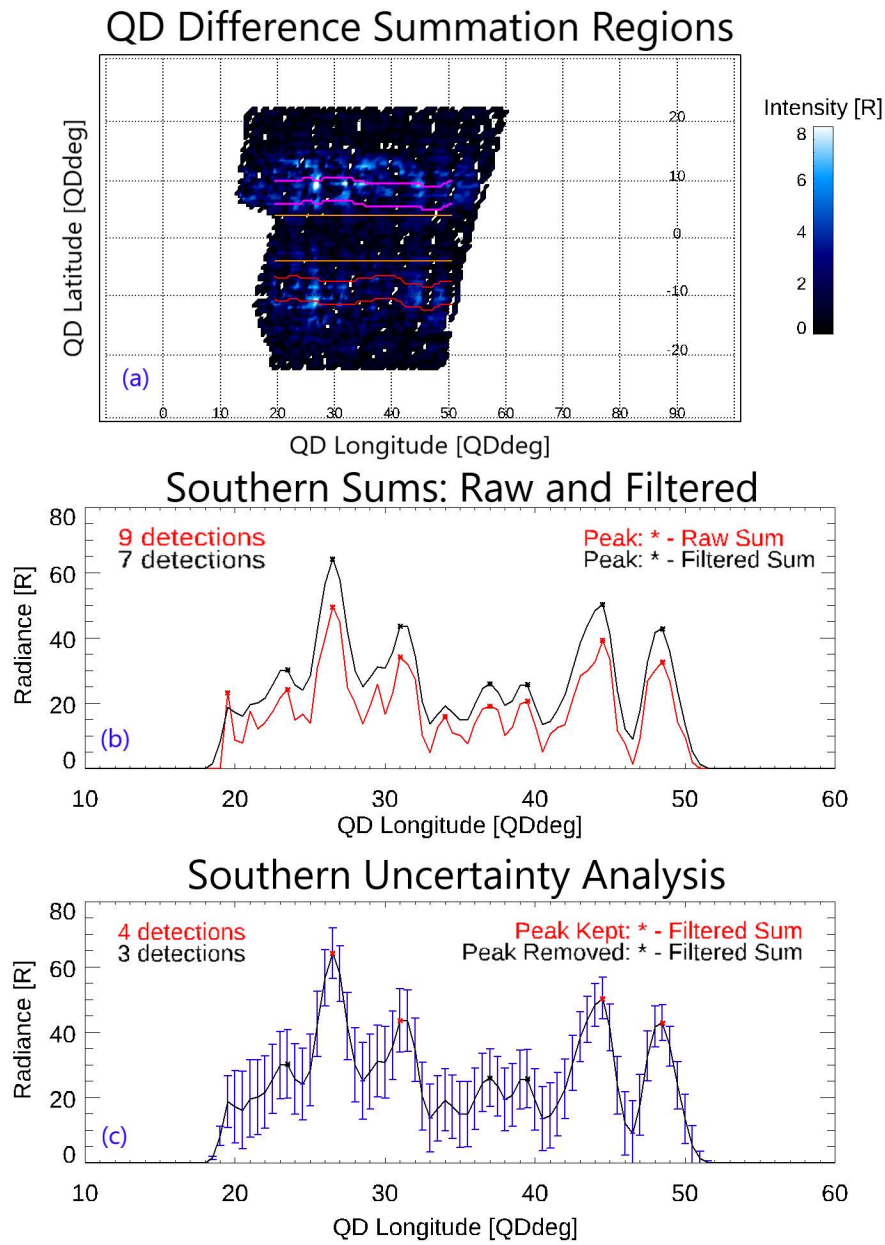 QD Difference Summation Regions
QD Latitude [QDdeg]
20
10
0
-10
-20
0 10 20 30 40 50 60 70 80 90
(a)
QD Longitude [QDdeg]
Intensity [R]
8
6
4
2
0
Southern Sums: Raw and Filtered
80
60
40
20
0
Radiance [R]
9 detections
7 detections
Peak: * - Raw Sum
Peak: * - Filtered Sum
(b)
10 20 30 40 50 60
QD Longitude [QDdeg]
Southern Uncertainty Analysis
80
60
40
20
0
Radiance [R]
4 detections
3 detections
Peak Kept: * - Filtered Sum
Peak Removed: * - Filtered Sum
(c)
10 20 30 40 50 60
QD Longitude [QDdeg]